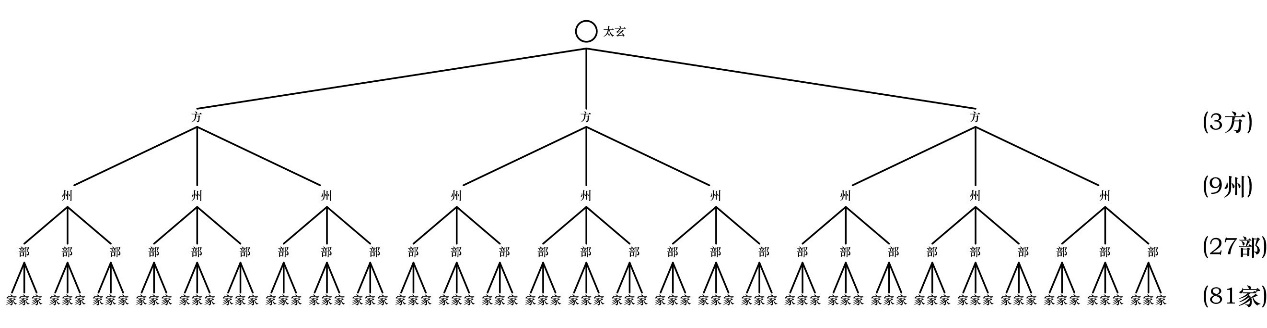 太玄
方 方 方 (3方)
州 州 州 州 州 州 州 州 州 (9州)
部 部 部 部 部 部 部 部 部 部 部 部 部 部 部 部 部 部 部 部 部 部 部 部 部 部 部 (27部)
家家家 家家家 家家家 家家家 家家家 家家家 家家家 家家家 家家家 家家家 家家家 家家家 家家家 家家家 家家家 家家家 家家家 家家家 家家家 家家家 家家家 家家家 家家家 家家家 家家家 家家家 家家家 (81家)